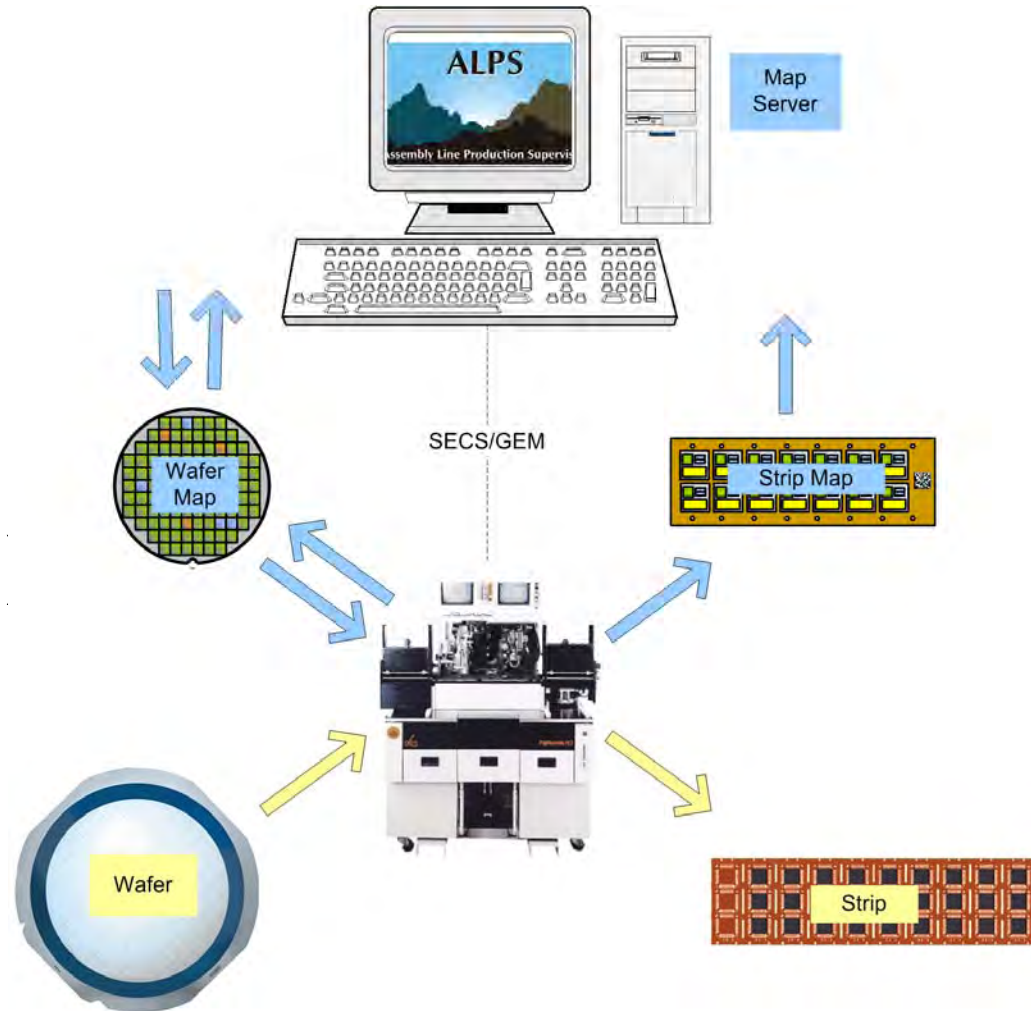 ALPS
Assembly Line Production Supervis
Map
Server
SECS/GEM
Wafer
Map
Strip Map
Wafer
Strip